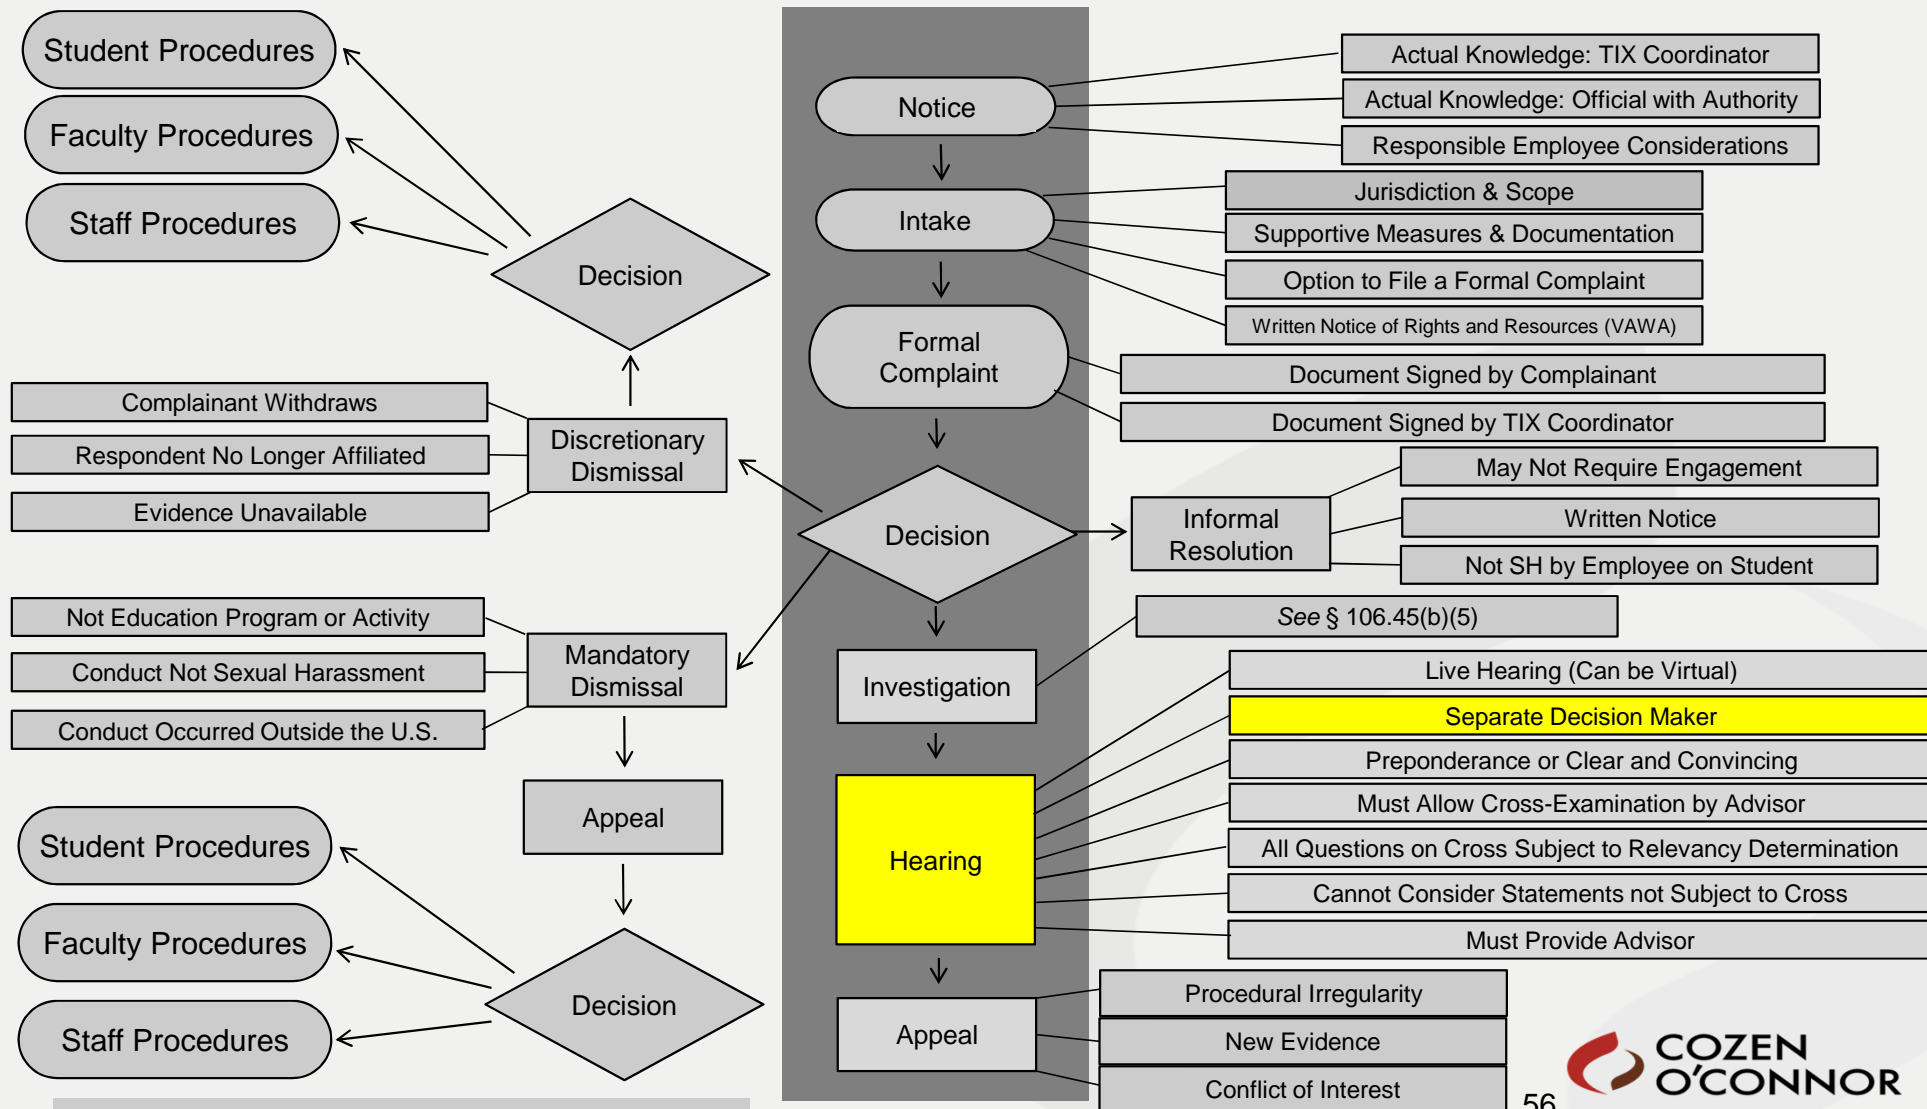 Student Procedures
Faculty Procedures
Staff Procedures
Decision
Notice
Actual Knowledge: TIX Coordinator
Actual Knowledge: Official with Authority
Responsible Employee Considerations
Intake
Jurisdiction & Scope
Supportive Measures & Documentation
Option to File a Formal Complaint
Written Notice of Rights and Resources (VAWA)
Formal
Complaint
Document Signed by Complainant
Document Signed by TIX Coordinator
Complainant Withdraws
Respondent No Longer Affiliated
Evidence Unavailable
Discretionary
Dismissal
Decision
Informal
Resolution
May Not Require Engagement
Written Notice
Not SH by Employee on Student
Not Education Program or Activity
Conduct Not Sexual Harassment
Conduct Occurred Outside the U.S.
Mandatory
Dismissal
Investigation
See § 106.45(b)(5)
Appeal
Hearing
Live Hearing (Can be Virtual)
Separate Decision Maker
Preponderance or Clear and Convincing
Must Allow Cross-Examination by Advisor
All Questions on Cross Subject to Relevancy Determination
Cannot Consider Statements not Subject to Cross
Must Provide Advisor
Student Procedures
Faculty Procedures
Staff Procedures
Decision
Appeal
Procedural Irregularity
New Evidence
Conflict of Interest
56
COZEN
O'CONNOR